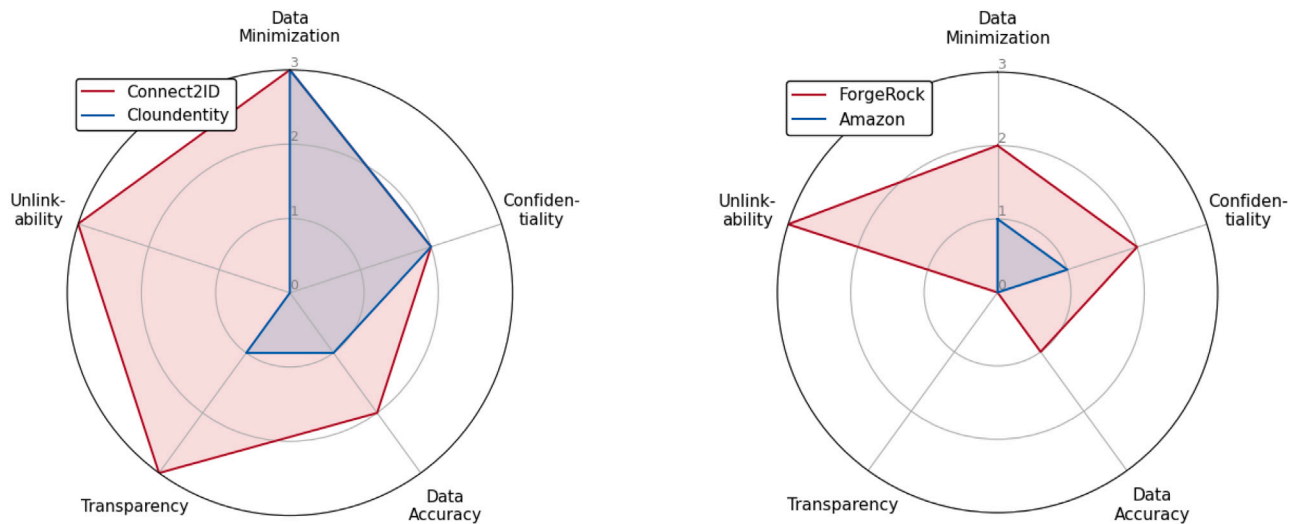 Data
Minimization
3
Connect2ID
Cloundentity
2
Unlink-
ability
Confiden-
tiality
1
0
Transparency
Data
Accuracy
Data
Minimization
3
ForgeRock
Amazon
2
Unlink-
ability
Confiden-
tiality
1
0
Transparency
Data
Accuracy